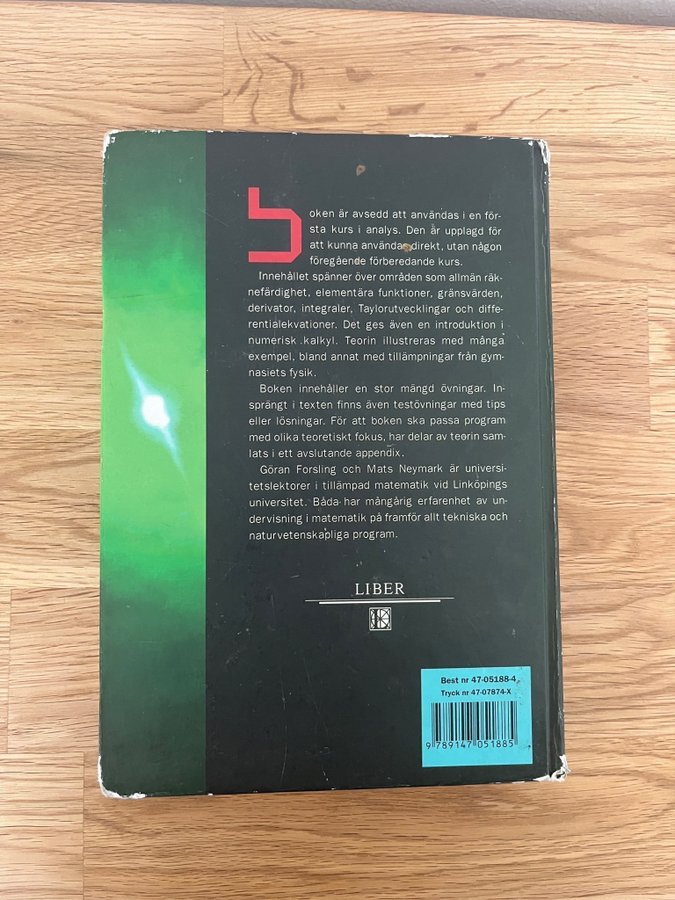 boken är avsedd att användas i en för-
sta kurs i analys. Den är upplagd för
att kunna användas direkt, utan någon
föregående förberedande kurs.
Innehållet spänner över områden som allmän räk-
nefärdighet, elementära funktioner, gränsvärden,
derivator, integraler, Taylorutvecklingar och diffe-
rentialekvationer. Det ges även en introduktion i
numerisk kalkyl. Teorin illustreras med många
exempel, bland annat med tillämpningar från gym-
nasiets fysik.
Boken innehåller en stor mängd övningar. In-
sprängt i texten finns även testövningar med tips
eller lösningar. För att boken ska passa program
med olika teoretiskt fokus, har delar av teorin sam-
lats i ett avslutande appendix.
Göran Forsling och Mats Neymark är universi-
tetslektorer i tillämpad matematik vid Linköpings
universitet. Båda har mångårig erfarenhet av un-
dervisning i matematik på framför allt tekniska och
naturvetenskapliga program.
LIBER
Best nr 47-05188-4
Tryck nr 47-07874-X
9 789147 051885